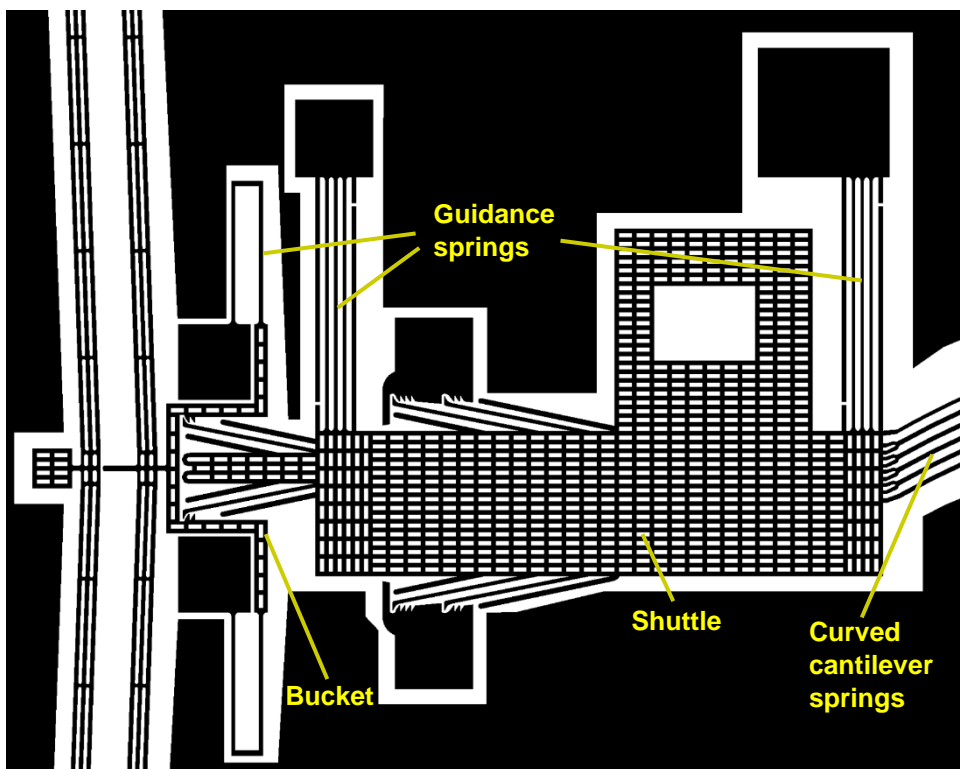 Guidance
springs
Shuttle
Curved
cantilever
springs
Bucket